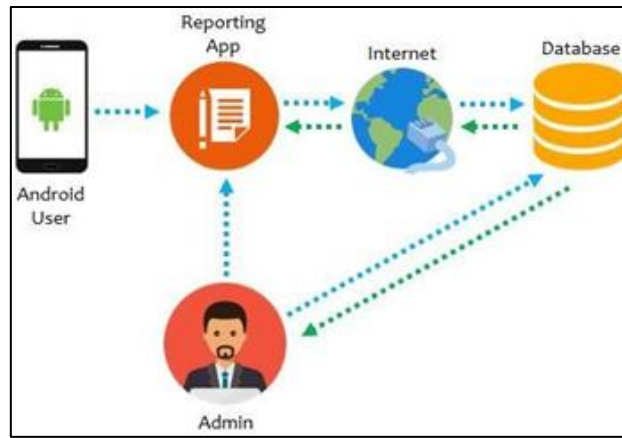 Reporting
App
Internet
Database
Android
User
Admin